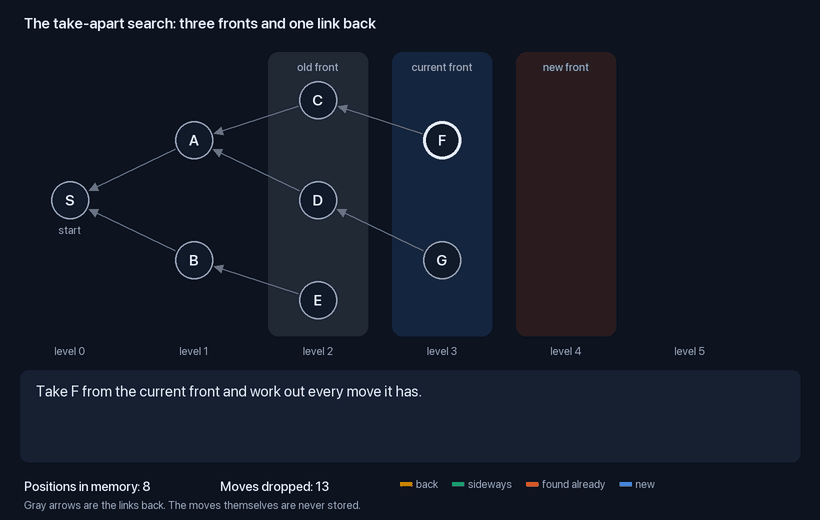 The take-apart search: three fronts and one link back
old front
current front
new front
C
A
F
S
D
start
B
G
E
level 0
level 1
level 2
level 3
level 4
level 5
Take F from the current front and work out every move it has.
Positions in memory: 8
Moves dropped: 13
back
sideways
found already
new
Gray arrows are the links back. The moves themselves are never stored.